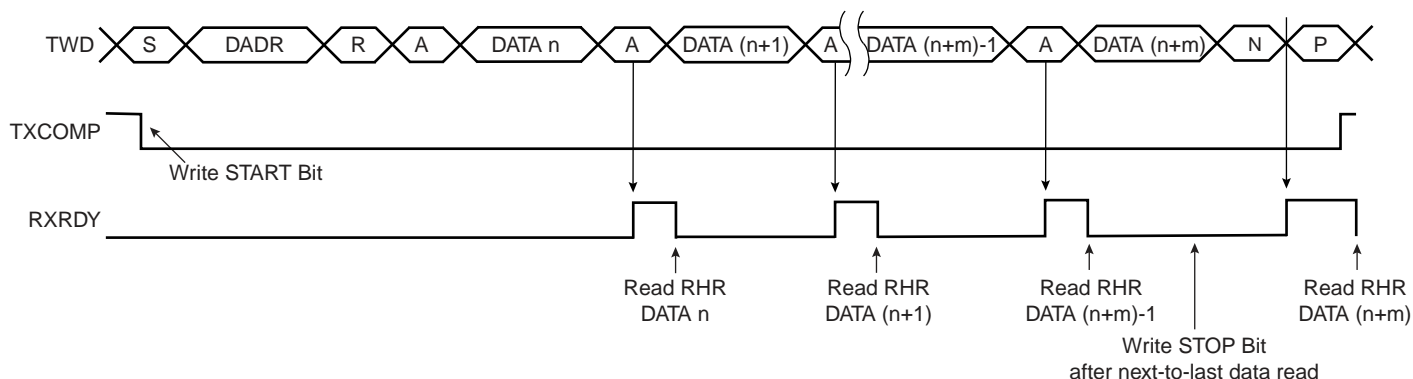 TWD S DADR R A DATA n A DATA (n+1) A DATA (n+m)-1 A DATA (n+m) N P
TXCOMP
Write START Bit
RXRDY
Read RHR Read RHR Read RHR Read RHR
DATA n DATA (n+1) DATA (n+m)-1 DATA (n+m)
Write STOP Bit
after next-to-last data read